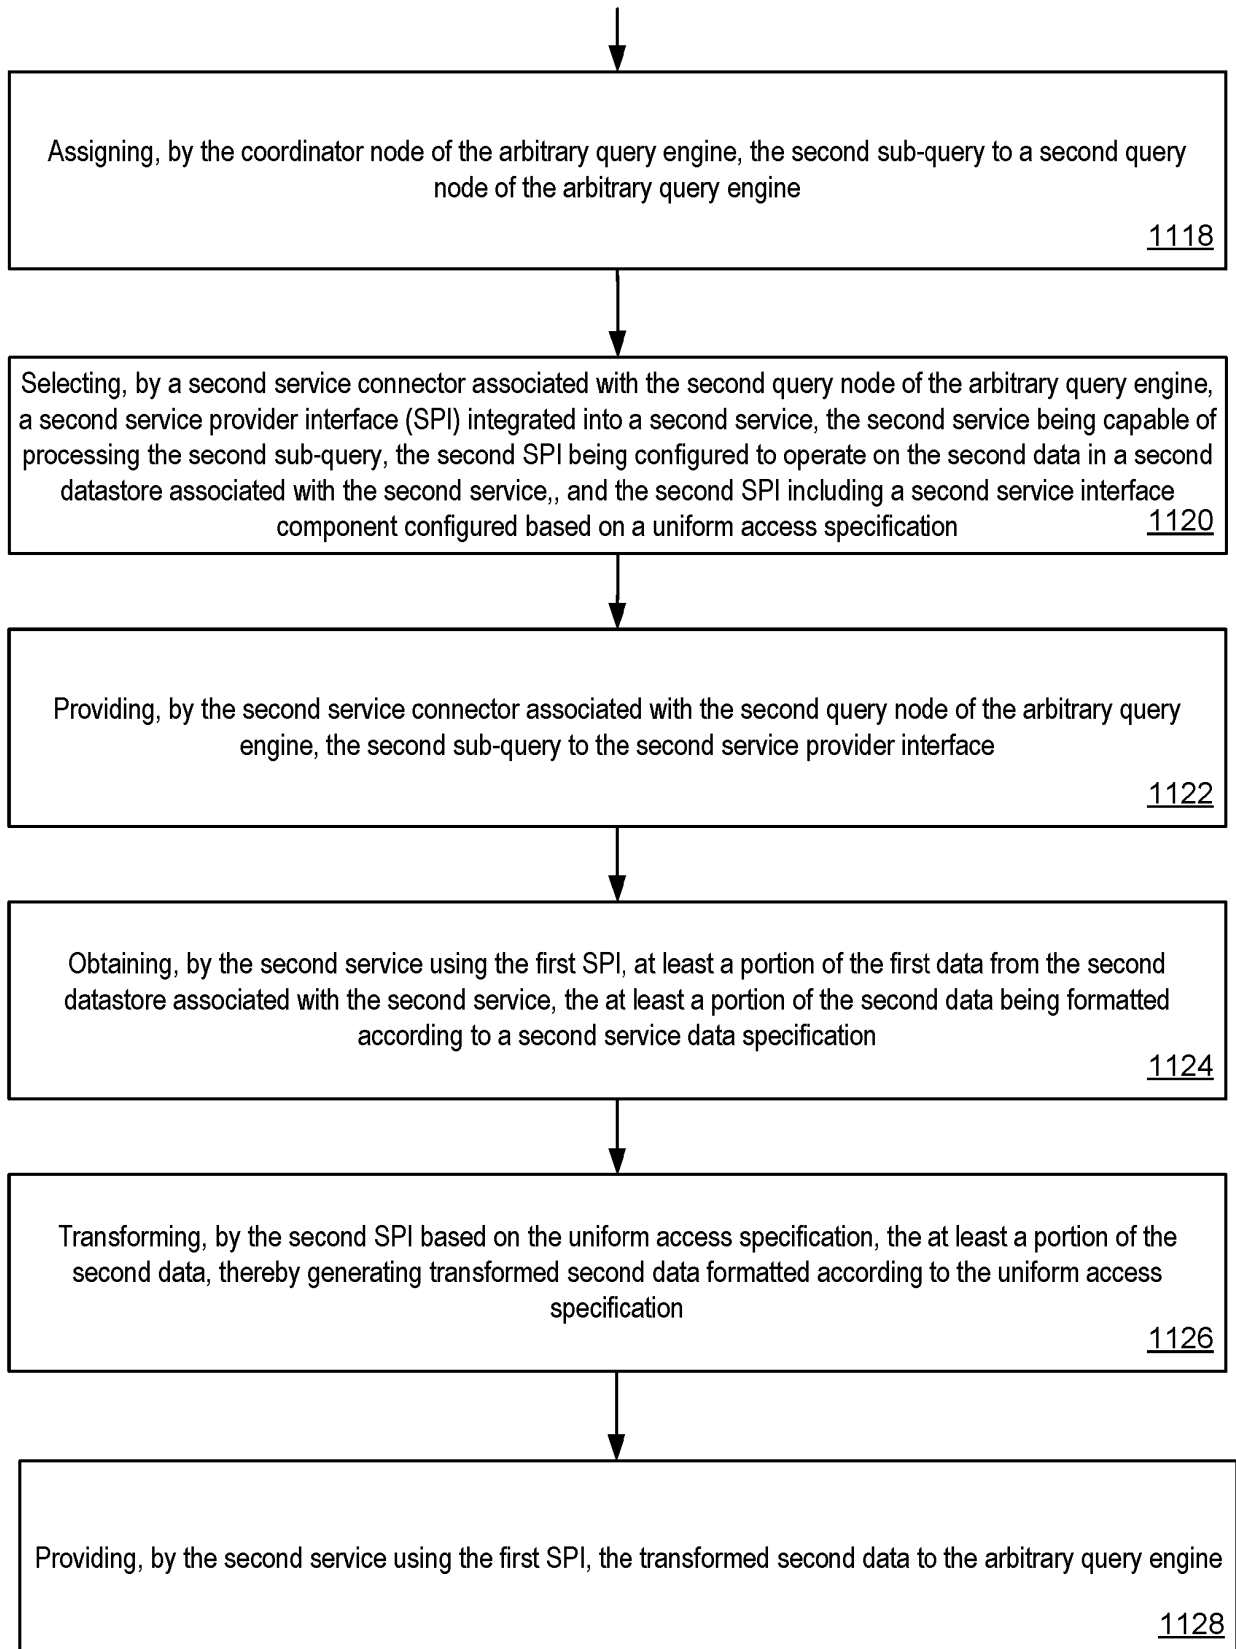 Assigning, by the coordinator node of the arbitrary query engine, the second sub-query to a second query
node of the arbitrary query engine
1118
Selecting, by a second service connector associated with the second query node of the arbitrary query engine,
a second service provider interface (SPI) integrated into a second service, the second service being capable of
processing the second sub-query, the second SPI being configured to operate on the second data in a second
datastore associated with the second service,, and the second SPI including a second service interface
component configured based on a uniform access specification
1120
Providing, by the second service connector associated with the second query node of the arbitrary query
engine, the second sub-query to the second service provider interface
1122
Obtaining, by the second service using the first SPI, at least a portion of the first data from the second
datastore associated with the second service, the at least a portion of the second data being formatted
according to a second service data specification
1124
Transforming, by the second SPI based on the uniform access specification, the at least a portion of the
second data, thereby generating transformed second data formatted according to the uniform access
specification
1126
Providing, by the second service using the first SPI, the transformed second data to the arbitrary query engine
1128